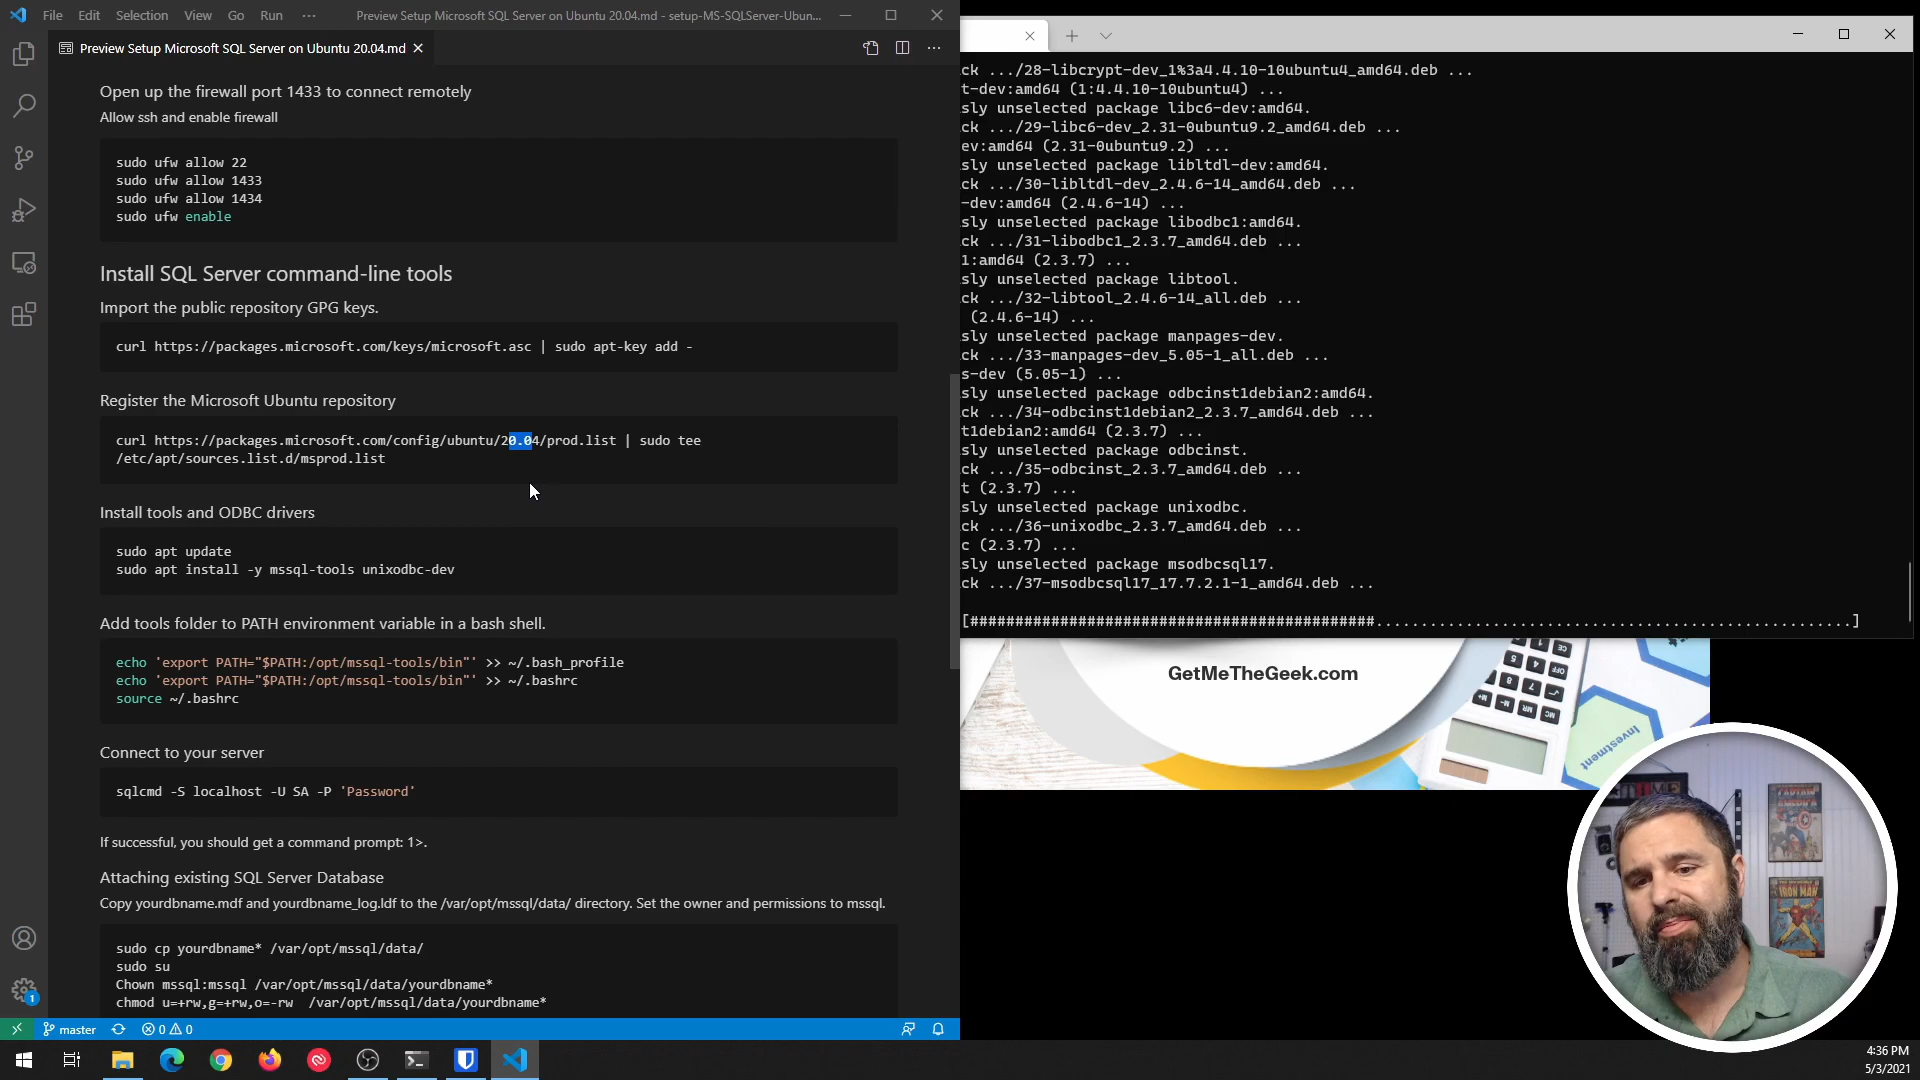 File Edit Selection View Go Run ··· Preview Setup Microsoft SQL Server on Ubuntu 20.04.md - setup-MS-SQLServer-Ubun...
Preview Setup Microsoft SQL Server on Ubuntu 20.04.md
Open up the firewall port 1433 to connect remotely
Allow ssh and enable firewall
sudo ufw allow 22
sudo ufw allow 1433
sudo ufw allow 1434
sudo ufw enable
Install SQL Server command-line tools
Import the public repository GPG keys.
curl https://packages.microsoft.com/keys/microsoft.asc | sudo apt-key add -
Register the Microsoft Ubuntu repository
curl https://packages.microsoft.com/config/ubuntu/20.04/prod.list | sudo tee
/etc/apt/sources.list.d/msprod.list
Install tools and ODBC drivers
sudo apt update
sudo apt install -y mssql-tools unixodbc-dev
Add tools folder to PATH environment variable in a bash shell.
echo 'export PATH="$PATH:/opt/mssql-tools/bin"' >> ~/.bash_profile
echo 'export PATH="$PATH:/opt/mssql-tools/bin"' >> ~/.bashrc
source ~/.bashrc
Connect to your server
sqlcmd -S localhost -U SA -P 'Password'
If successful, you should get a command prompt: 1>.
Attaching existing SQL Server Database
Copy yourdbname.mdf and yourdbname_log.ldf to the /var/opt/mssql/data/ directory. Set the owner and permissions to mssql.
sudo cp yourdbname* /var/opt/mssql/data/
sudo su
Chown mssql:mssql /var/opt/mssql/data/yourdbname*
chmod u=+rw,g=+rw,o=-rw  /var/opt/mssql/data/yourdbname*
1
master 0 0
ck .../28-libcrypt-dev_1%3a4.4.10-10ubuntu4_amd64.deb ...
t-dev:amd64 (1:4.4.10-10ubuntu4) ...
sly unselected package libc6-dev:amd64.
ck .../29-libc6-dev_2.31-0ubuntu9.2_amd64.deb ...
ev:amd64 (2.31-0ubuntu9.2) ...
sly unselected package libltdl-dev:amd64.
ck .../30-libltdl-dev_2.4.6-14_amd64.deb ...
-dev:amd64 (2.4.6-14) ...
sly unselected package libodbc1:amd64.
ck .../31-libodbc1_2.3.7_amd64.deb ...
1:amd64 (2.3.7) ...
sly unselected package libtool.
ck .../32-libtool_2.4.6-14_all.deb ...
(2.4.6-14) ...
sly unselected package manpages-dev.
ck .../33-manpages-dev_5.05-1_all.deb ...
s-dev (5.05-1) ...
sly unselected package odbcinst1debian2:amd64.
ck .../34-odbcinst1debian2_2.3.7_amd64.deb ...
t1debian2:amd64 (2.3.7) ...
sly unselected package odbcinst.
ck .../35-odbcinst_2.3.7_amd64.deb ...
t (2.3.7) ...
sly unselected package unixodbc.
ck .../36-unixodbc_2.3.7_amd64.deb ...
c (2.3.7) ...
sly unselected package msodbcsql17.
ck .../37-msodbcsql17_17.7.2.1-1_amd64.deb ...
[#############################################.....................................................]
GetMeTheGeek.com
Investment
CAPTAIN AMERICA
IRON MAN
4:36 PM
5/3/2021